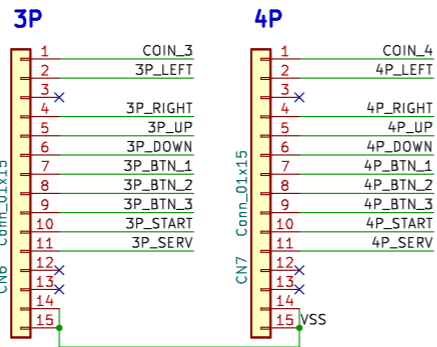 3P
1 COIN_3
2 3P_LEFT
3
4 3P_RIGHT
5 3P_UP
6 3P_DOWN
7 3P_BTN_1
8 3P_BTN_2
9 3P_BTN_3
10 3P_START
11 3P_SERV
12
13
14
15
CN6 Conn_01x15
4P
1 COIN_4
2 4P_LEFT
3
4 4P_RIGHT
5 4P_UP
6 4P_DOWN
7 4P_BTN_1
8 4P_BTN_2
9 4P_BTN_3
10 4P_START
11 4P_SERV
12
13
14
15 VSS
CN7 Conn_01x15